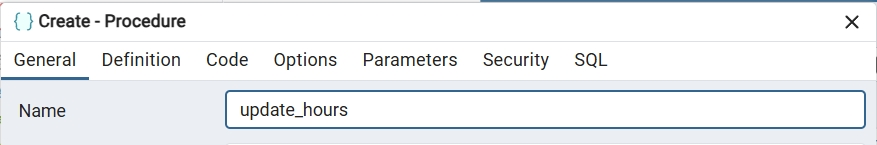 {} Create - Procedure
General Definition Code Options Parameters Security SQL
Name update_hours